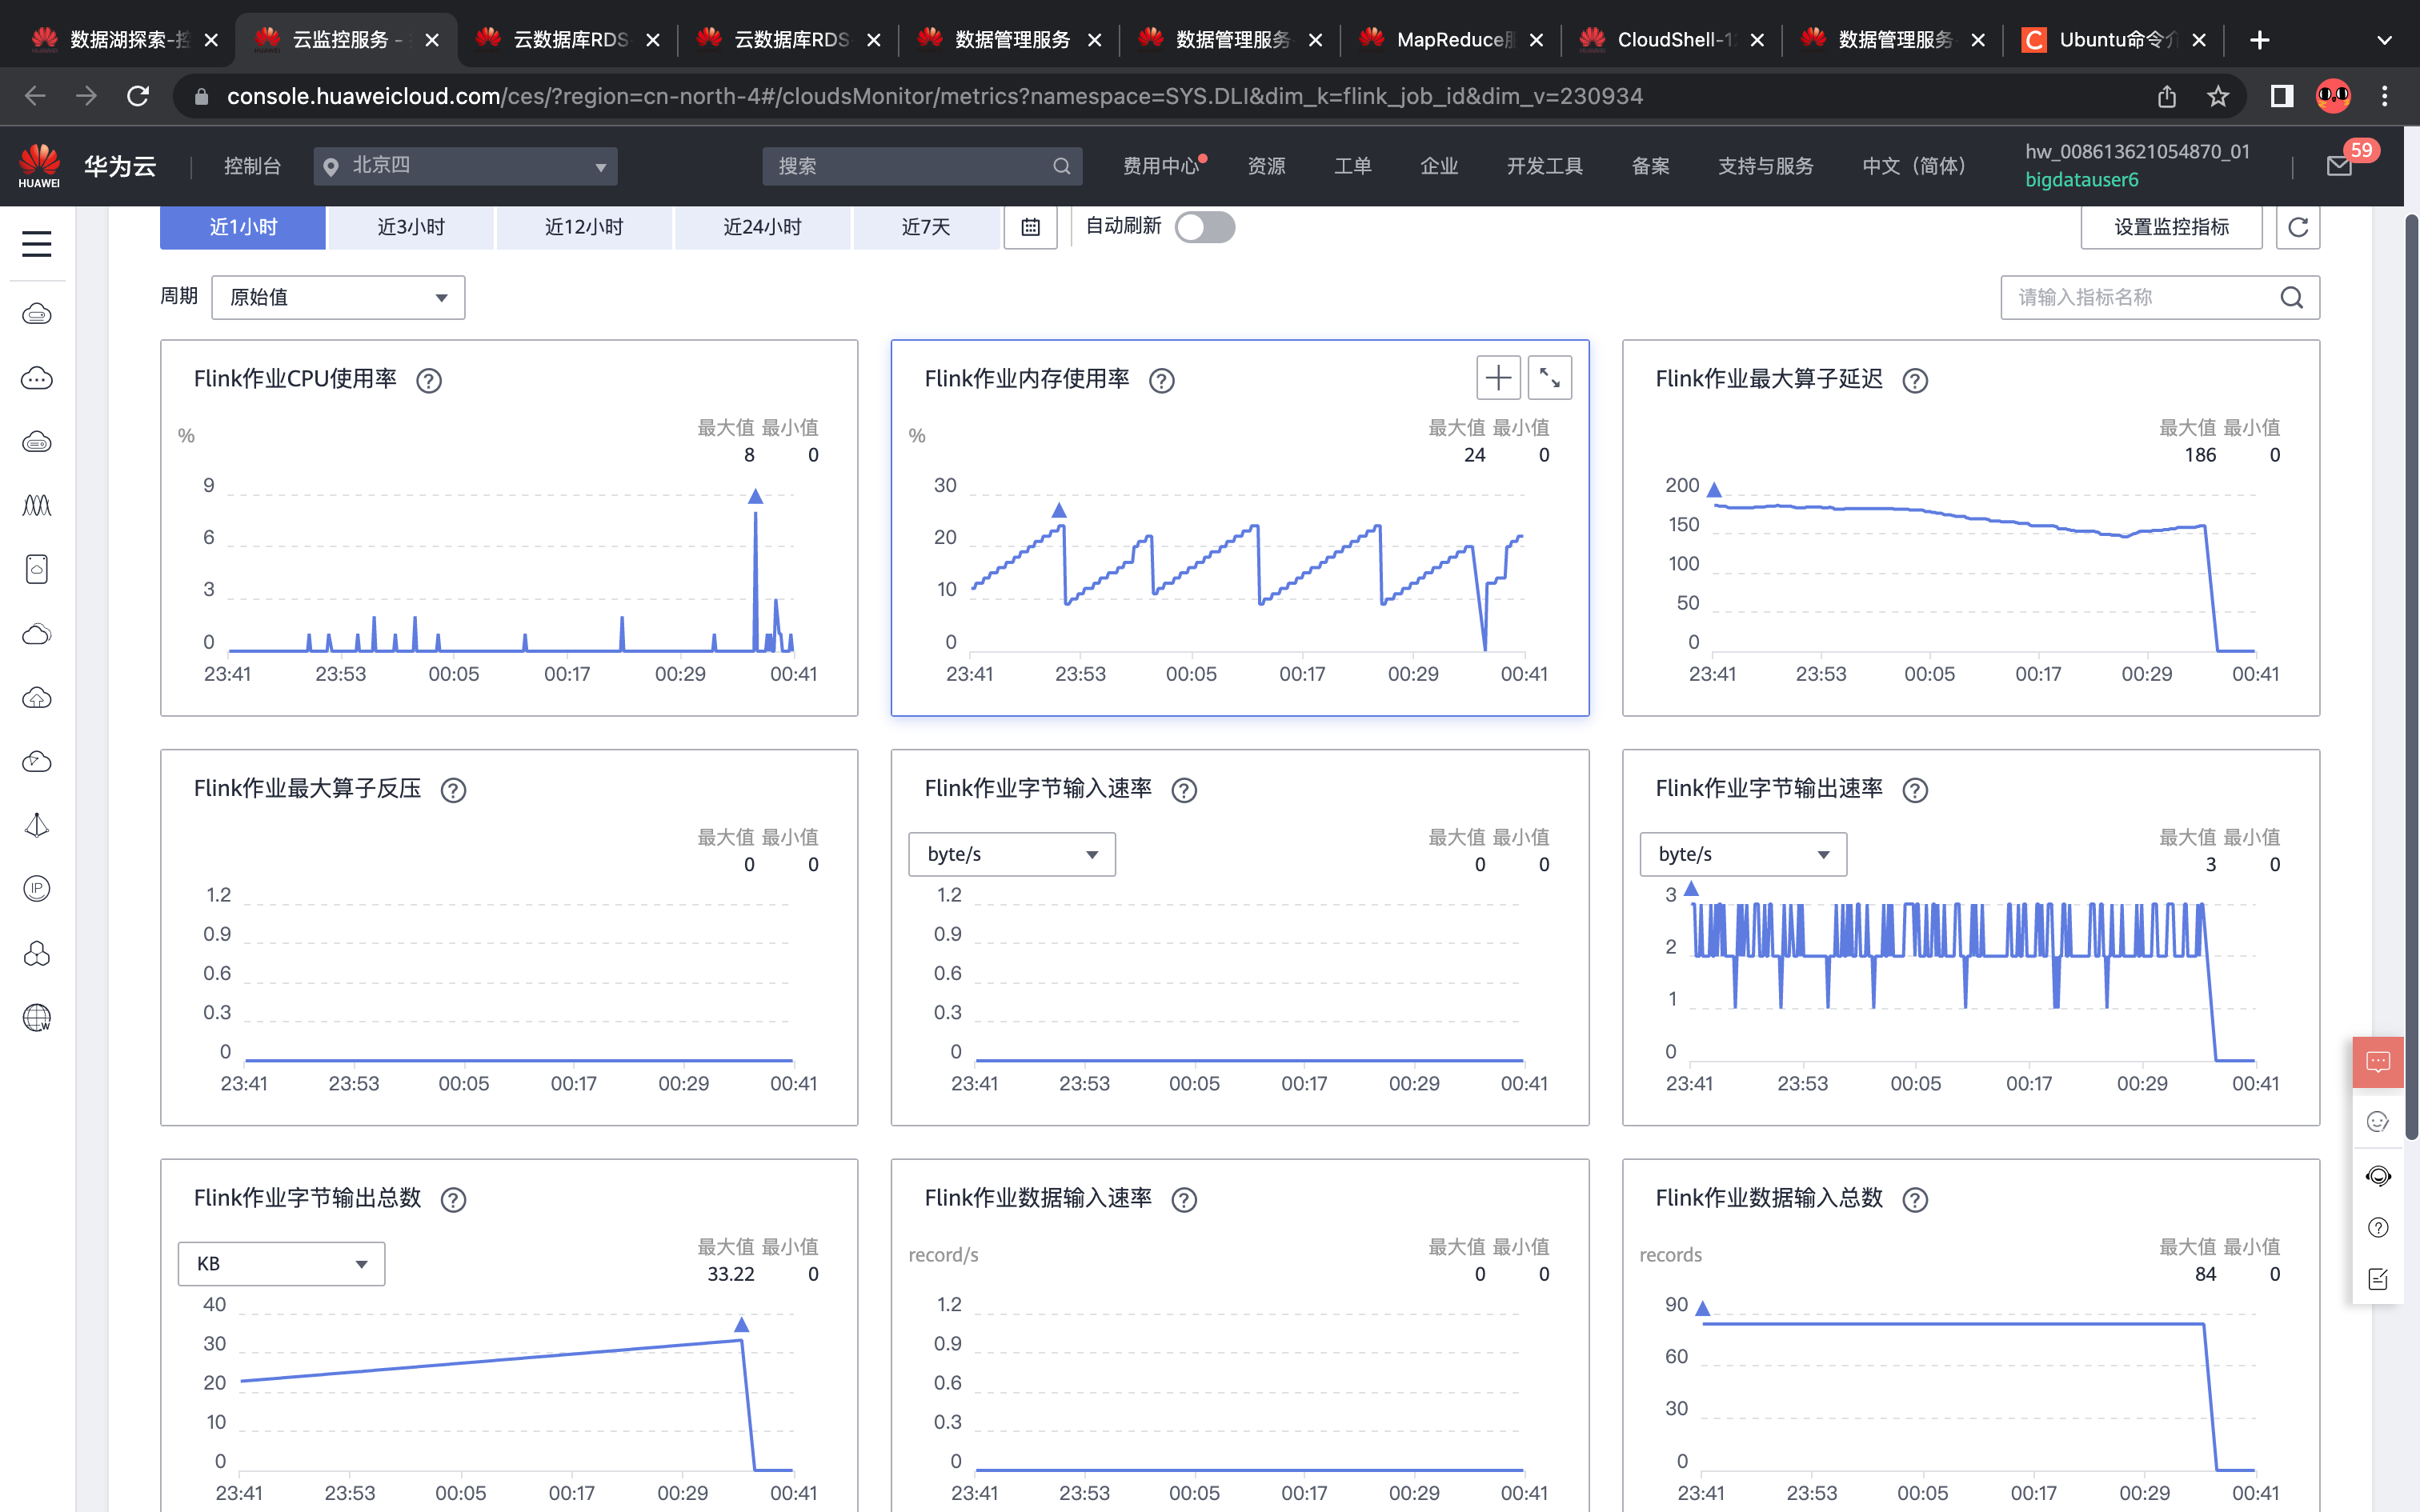 数据湖探索-控
云监控服务 -
云数据库RDS
云数据库RDS
数据管理服务
数据管理服务
MapReduce服
CloudShell-1
数据管理服务
Ubuntu命令介
console.huaweicloud.com/ces/?region=cn-north-4#/cloudsMonitor/metrics?namespace=SYS.DLI&dim_k=flink_job_id&dim_v=230934
HUAWEI
华为云
控制台
北京四
搜索
费用中心
资源
工单
企业
开发工具
备案
支持与服务
中文（简体）
hw_008613621054870_01
bigdatauser6
59
近1小时
近3小时
近12小时
近24小时
近7天
自动刷新
设置监控指标
周期
原始值
请输入指标名称
Flink作业CPU使用率
%
最大值 最小值
8 0
9
6
3
0
23:41 23:53 00:05 00:17 00:29 00:41
Flink作业内存使用率
%
最大值 最小值
24 0
30
20
10
0
23:41 23:53 00:05 00:17 00:29 00:41
Flink作业最大算子延迟
最大值 最小值
186 0
200
150
100
50
0
23:41 23:53 00:05 00:17 00:29 00:41
Flink作业最大算子反压
最大值 最小值
0 0
1.2
0.9
0.6
0.3
0
23:41 23:53 00:05 00:17 00:29 00:41
Flink作业字节输入速率
byte/s
最大值 最小值
0 0
1.2
0.9
0.6
0.3
0
23:41 23:53 00:05 00:17 00:29 00:41
Flink作业字节输出速率
byte/s
最大值 最小值
3 0
3
2
1
0
23:41 23:53 00:05 00:17 00:29 00:41
Flink作业字节输出总数
KB
最大值 最小值
33.22 0
40
30
20
10
0
23:41 23:53 00:05 00:17 00:29 00:41
Flink作业数据输入速率
record/s
最大值 最小值
0 0
1.2
0.9
0.6
0.3
0
23:41 23:53 00:05 00:17 00:29 00:41
Flink作业数据输入总数
records
最大值 最小值
84 0
90
60
30
0
23:41 23:53 00:05 00:17 00:29 00:41
IP
W